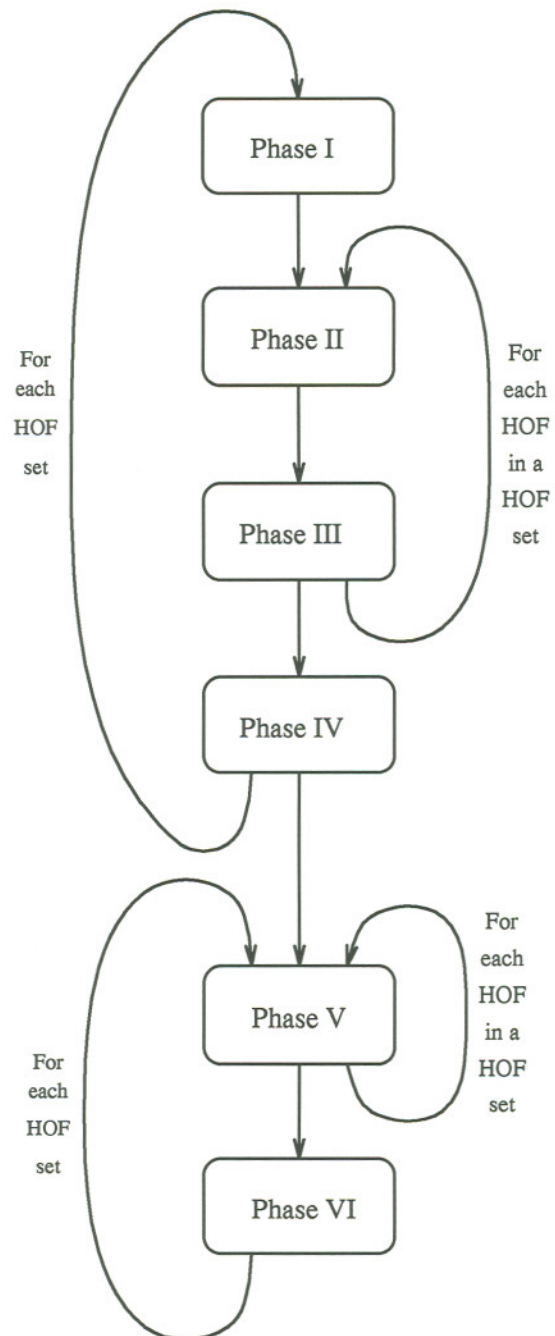 Phase I
Phase II
For
each
HOF
set
For
each
HOF
in a
HOF
set
Phase III
Phase IV
For
each
HOF
in a
HOF
set
Phase V
For
each
HOF
set
Phase VI